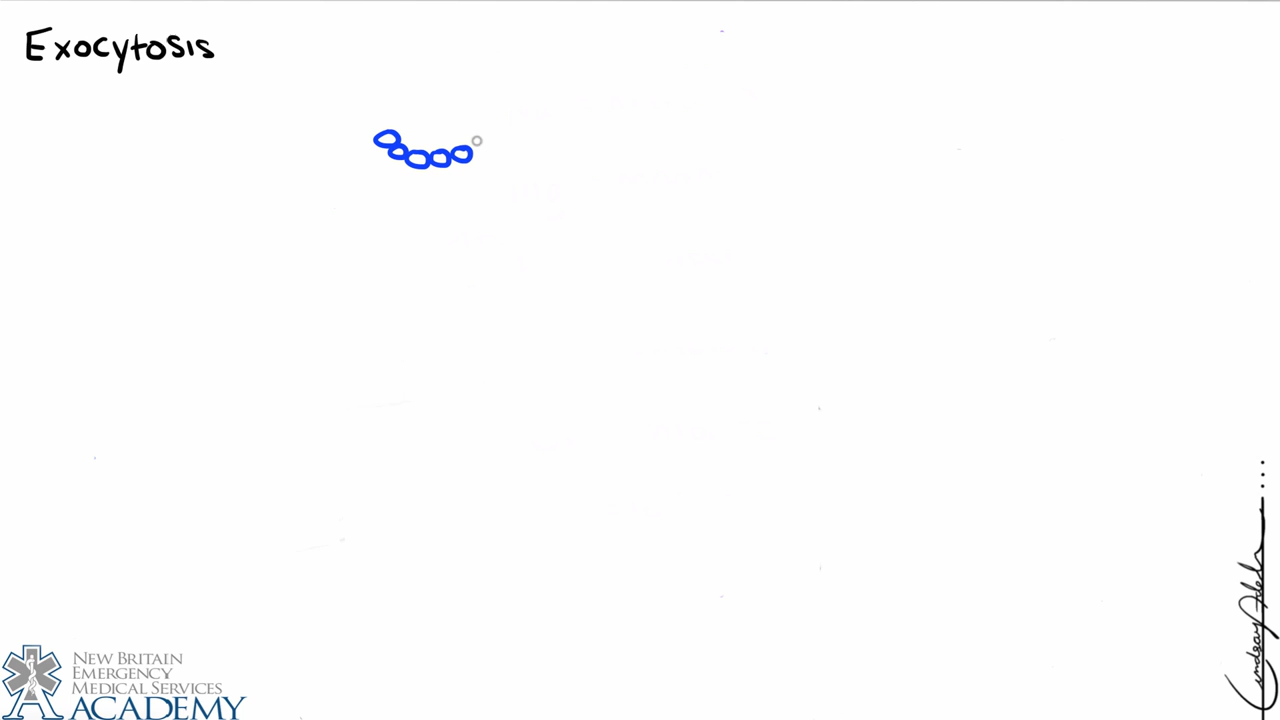 Exocytosis
NEW BRITAIN
EMERGENCY
MEDICAL SERVICES
ACADEMY